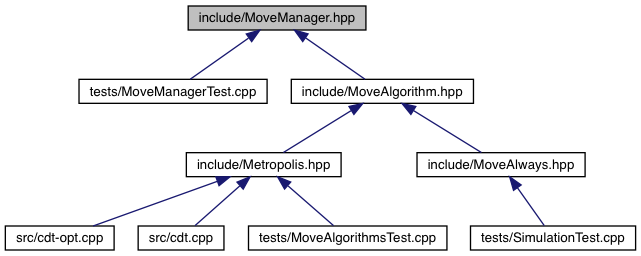 include/MoveManager.hpp
tests/MoveManagerTest.cpp
include/MoveAlgorithm.hpp
include/Metropolis.hpp
include/MoveAlways.hpp
src/cdt-opt.cpp
src/cdt.cpp
tests/MoveAlgorithmsTest.cpp
tests/SimulationTest.cpp